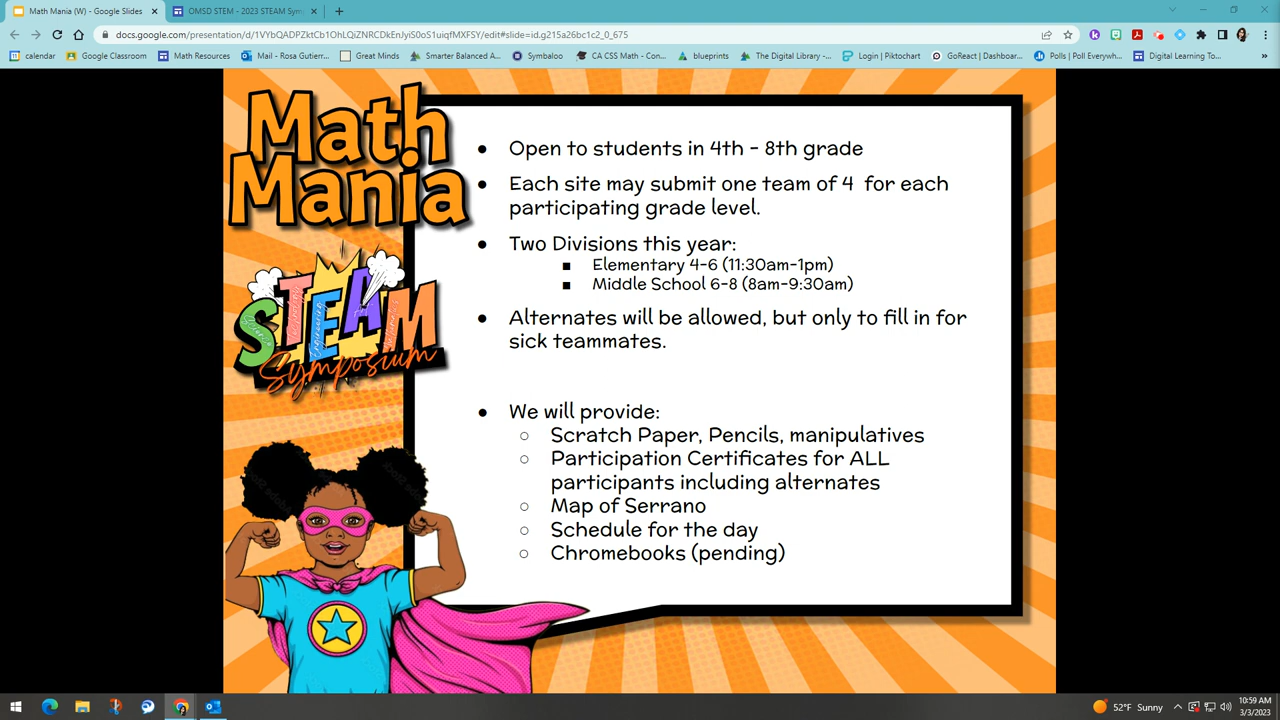 Math Mania (W) - Google Slides
OMSD STEM - 2023 STEAM Sym
docs.google.com/presentation/d/1VYbQADPZktCb1OhLQiZNRCDkEnJyiS0oS1uiqfMXFSY/edit#slide=id.g215a26bc1c2_0_675
calendar
Google Classroom
Math Resources
Mail - Rosa Gutierr...
Great Minds
Smarter Balanced A...
Symbaloo
CA CSS Math - Con...
blueprints
The Digital Library -...
Login | Piktochart
GoReact | Dashboar...
Polls | Poll Everywh...
Digital Learning To...
»
Math
Mania
STEAM
Symposium
• Open to students in 4th - 8th grade
• Each site may submit one team of 4 for each
participating grade level.
• Two Divisions this year:
■ Elementary 4-6 (11:30am-1pm)
■ Middle School 6-8 (8am-9:30am)
• Alternates will be allowed, but only to fill in for
sick teammates.
• We will provide:
○ Scratch Paper, Pencils, manipulatives
○ Participation Certificates for ALL
participants including alternates
○ Map of Serrano
○ Schedule for the day
○ Chromebooks (pending)
52°F Sunny
10:59 AM
3/3/2023